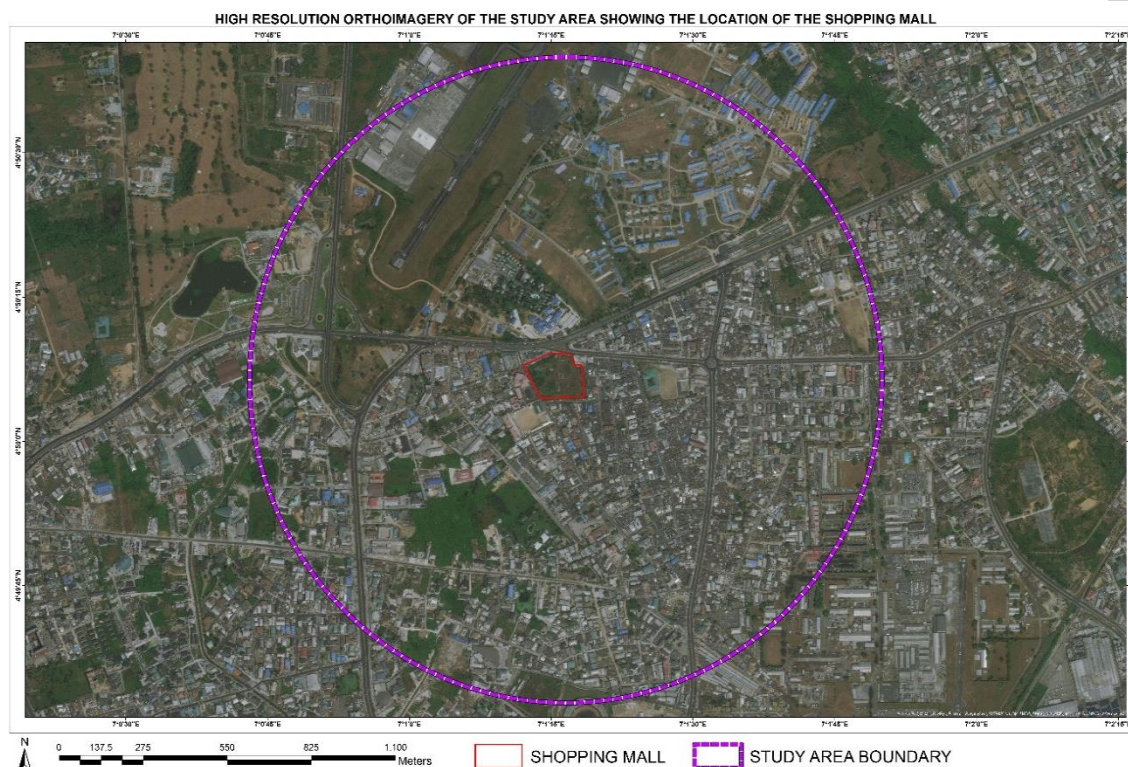 HIGH RESOLUTION ORTHOIMAGERY OF THE STUDY AREA SHOWING THE LOCATION OF THE SHOPPING MALL
7°0'30"E 7°0'45"E 7°1'0"E 7°1'15"E 7°1'30"E 7°1'45"E 7°2'0"E 7°2'15"E
4°50'30"N
4°50'15"N
4°50'0"N
4°49'45"N
7°0'30"E 7°0'45"E 7°1'0"E 7°1'15"E 7°1'30"E 7°1'45"E 7°2'0"E 7°2'15"E
N
0 137.5 275 550 825 1,100
Meters
SHOPPING MALL
STUDY AREA BOUNDARY